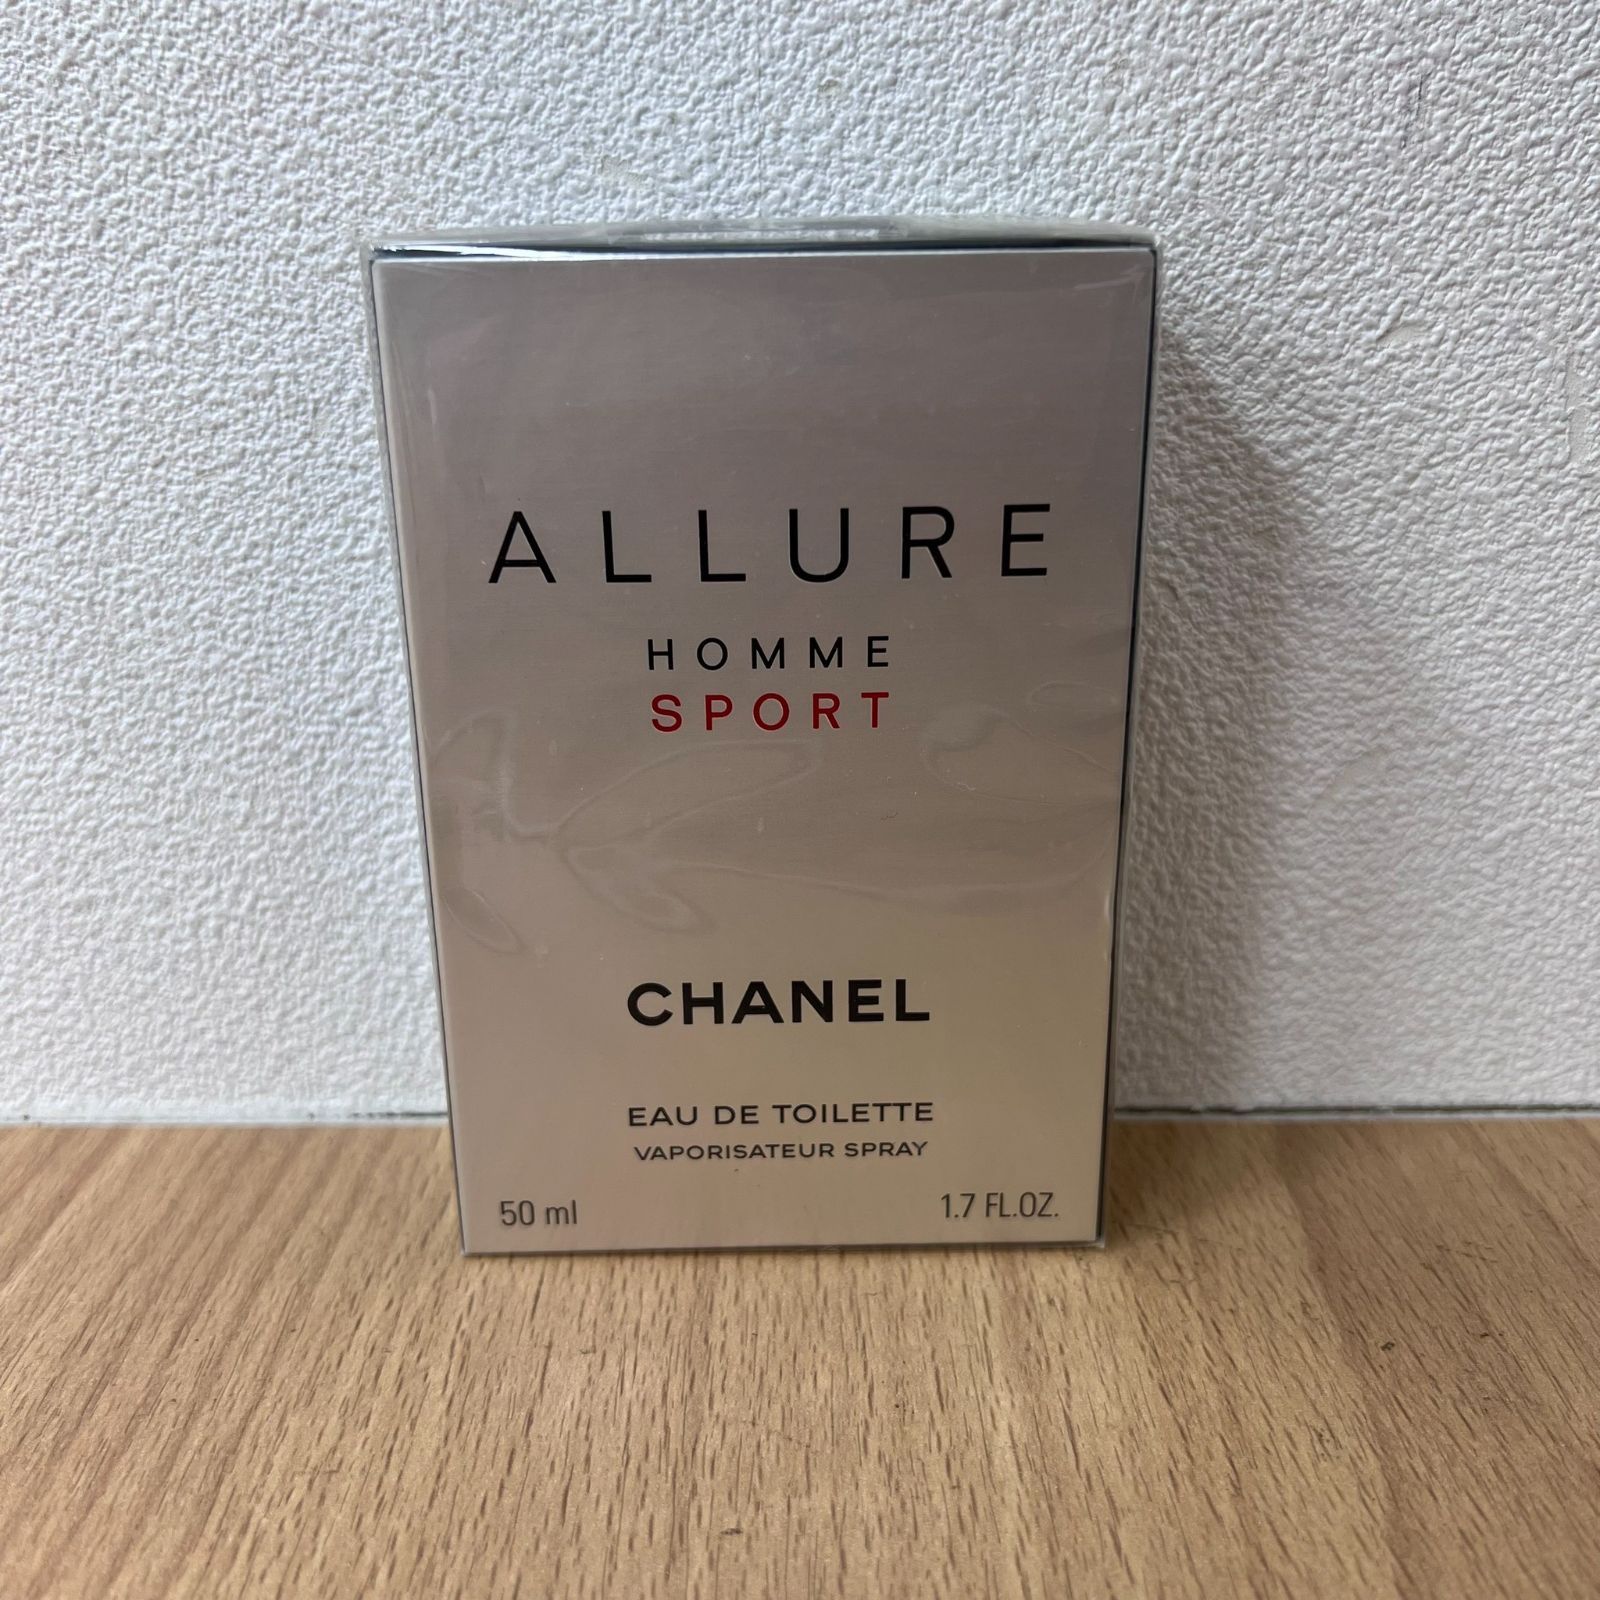 ALLURE
HOMME
SPORT
CHANEL
EAU DE TOILETTE
VAPORISATEUR SPRAY
50 ml
1.7 FL.OZ.